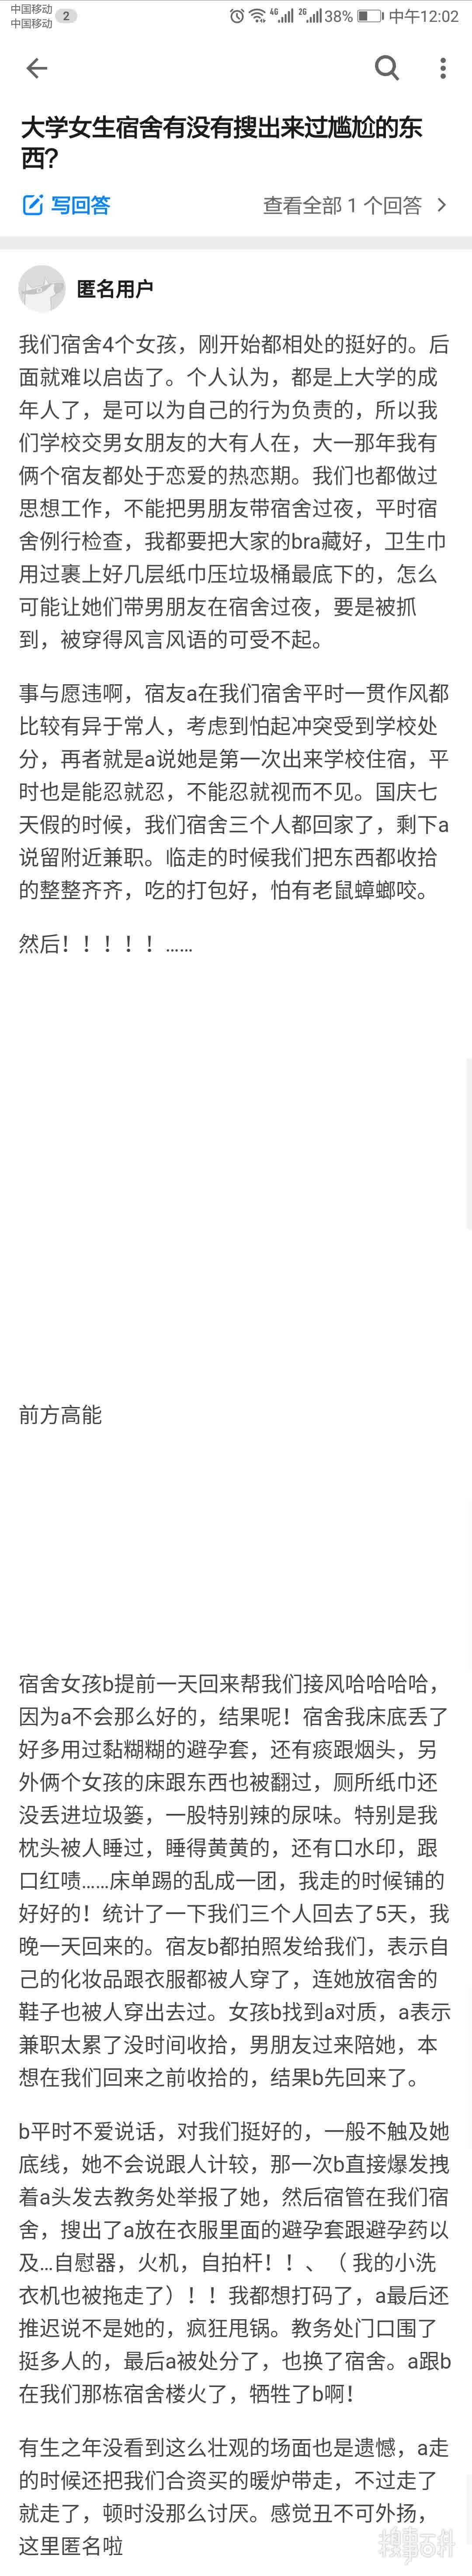 中国移动
中国移动
2
4G 2G 38% 中午12:02
大学女生宿舍有没有搜出来过尴尬的东
西?
写回答
查看全部 1 个回答
匿名用户
我们宿舍4个女孩，刚开始都相处的挺好的。后
面就难以启齿了。个人认为，都是上大学的成
年人了，是可以为自己的行为负责的，所以我
们学校交男女朋友的大有人在，大一那年我有
俩个宿友都处于恋爱的热恋期。我们也都做过
思想工作，不能把男朋友带宿舍过夜，平时宿
舍例行检查，我都要把大家的bra藏好，卫生巾
用过裹上好几层纸巾压垃圾桶最底下的，怎么
可能让她们带男朋友在宿舍过夜，要是被抓
到，被穿得风言风语的可受不起。
事与愿违啊，宿友a在我们宿舍平时一贯作风都
比较有异于常人，考虑到怕起冲突受到学校处
分，再者就是a说她是第一次出来学校住宿，平
时也是能忍就忍，不能忍就视而不见。国庆七
天假的时候，我们宿舍三个人都回家了，剩下a
说留附近兼职。临走的时候我们把东西都收拾
的整整齐齐，吃的打包好，怕有老鼠蟑螂咬。
然后！！！！！……
前方高能
宿舍女孩b提前一天回来帮我们接风哈哈哈哈，
因为a不会那么好的，结果呢！宿舍我床底丢了
好多用过黏糊糊的避孕套，还有痰跟烟头，另
外俩个女孩的床跟东西也被翻过，厕所纸巾还
没丢进垃圾篓，一股特别辣的尿味。特别是我
枕头被人睡过，睡得黄黄的，还有口水印，跟
口红啧……床单踢的乱成一团，我走的时候铺的
好好的！统计了一下我们三个人回去了5天，我
晚一天回来的。宿友b都拍照发给我们，表示自
己的化妆品跟衣服都被人穿了，连她放宿舍的
鞋子也被人穿出去过。女孩b找到a对质，a表示
兼职太累了没时间收拾，男朋友过来陪她，本
想在我们回来之前收拾的，结果b先回来了。
b平时不爱说话，对我们挺好的，一般不触及她
底线，她不会说跟人计较，那一次b直接爆发拽
着a头发去教务处举报了她，然后宿管在我们宿
舍，搜出了a放在衣服里面的避孕套跟避孕药以
及...自慰器，火机，自拍杆！！、（ 我的小洗
衣机也被拖走了）！！我都想打码了，a最后还
推迟说不是她的，疯狂甩锅。教务处门口围了
挺多人的，最后a被处分了，也换了宿舍。a跟b
在我们那栋宿舍楼火了，牺牲了b啊！
有生之年没看到这么壮观的场面也是遗憾，a走
的时候还把我们合资买的暖炉带走，不过走了
就走了，顿时没那么讨厌。感觉丑不可外扬，
这里匿名啦
糗事百科